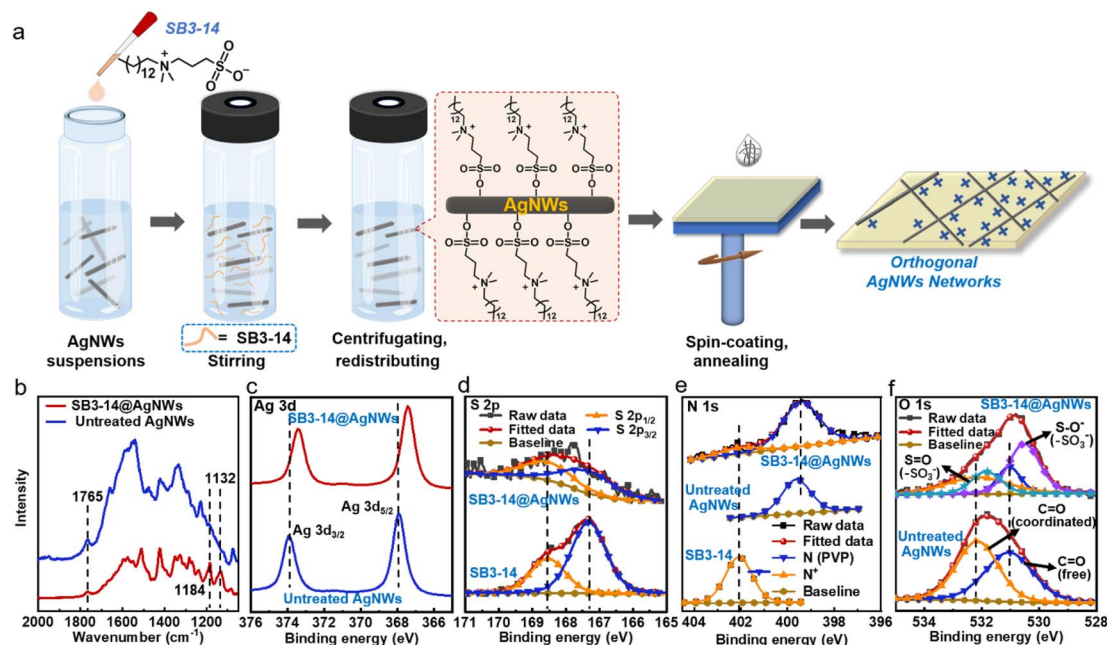 a
SB3-14
12
N
+
S
O
O
O⁻
AgNWs
AgNWs
suspensions
= SB3-14
Stirring
Centrifugating,
redistributing
Spin-coating,
annealing
Orthogonal
AgNWs Networks
b
SB3-14@AgNWs
Untreated AgNWs
1765
1132
1184
Intensity
2000 1800 1600 1400 1200
Wavenumber (cm⁻¹)
c
Ag 3d
SB3-14@AgNWs
Ag 3d₅/₂
Ag 3d₃/₂
Untreated AgNWs
376 374 372 370 368 366
Binding energy (eV)
d
S 2p
Raw data
Fitted data
Baseline
S 2p₁/₂
S 2p₃/₂
SB3-14@AgNWs
SB3-14
171 170 169 168 167 166 165
Binding energy (eV)
e
N 1s
SB3-14@AgNWs
Untreated
AgNWs
SB3-14
Raw data
Fitted data
N (PVP)
N⁺
Baseline
404 402 400 398 396
Binding energy (eV)
f
O 1s
SB3-14@AgNWs
Raw data
Fitted data
Baseline
S-O⁻
(-SO₃⁻)
S=O
(-SO₃⁻)
C=O
(coordinated)
Untreated
AgNWs
C=O
(free)
534 532 530 528
Binding energy (eV)